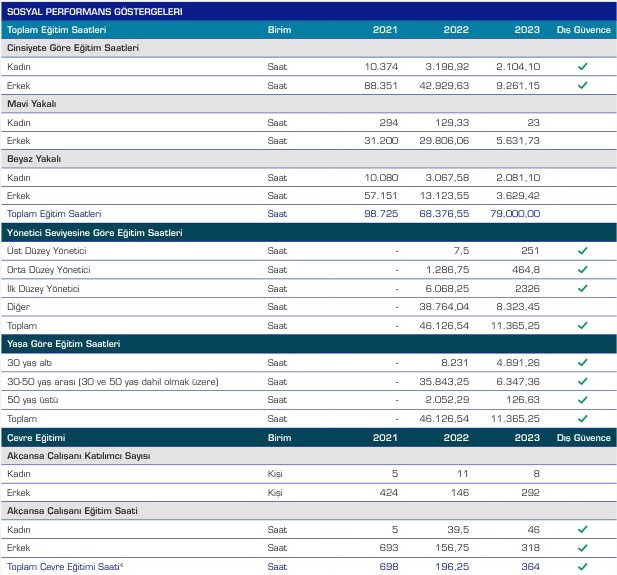 SOSYAL PERFORMANS GÖSTERGELERİ
Toplam Eğitim Saatleri Birim 2021 2022 2023 Dış Güvence
Cinsiyete Göre Eğitim Saatleri
Kadın Saat 10.374 3.196,92 2.104,10 ✓
Erkek Saat 88.351 42.929,63 9.261,15 ✓
Mavi Yakalı
Kadın Saat 294 129,33 23
Erkek Saat 31.200 29.806,06 5.631,73
Beyaz Yakalı
Kadın Saat 10.080 3.067,58 2.081,10
Erkek Saat 57.151 13.123,55 3.629,42
Toplam Eğitim Saatleri Saat 98.725 68.376,55 79.000,00
Yönetici Seviyesine Göre Eğitim Saatleri
Üst Düzey Yönetici Saat - 7,5 251 ✓
Orta Düzey Yönetici Saat - 1.286,75 464,8 ✓
İlk Düzey Yönetici Saat - 6.068,25 2326 ✓
Diğer Saat - 38.764,04 8.323,45
Toplam Saat - 46.126,54 11.365,25 ✓
Yaşa Göre Eğitim Saatleri
30 yaş altı Saat - 8.231 4.891,26 ✓
30-50 yaş arası (30 ve 50 yaş dahil olmak üzere) Saat - 35.843,25 6.347,36 ✓
50 yaş üstü Saat - 2.052,29 126,63 ✓
Toplam Saat - 46.126,54 11.365,25 ✓
Çevre Eğitimi Birim 2021 2022 2023 Dış Güvence
Akçansa Çalışanı Katılımcı Sayısı
Kadın Kişi 5 11 8
Erkek Kişi 424 146 292
Akçansa Çalışanı Eğitim Saati
Kadın Saat 5 39,5 46 ✓
Erkek Saat 693 156,75 318 ✓
Toplam Çevre Eğitimi Saati⁴ Saat 698 196,25 364 ✓